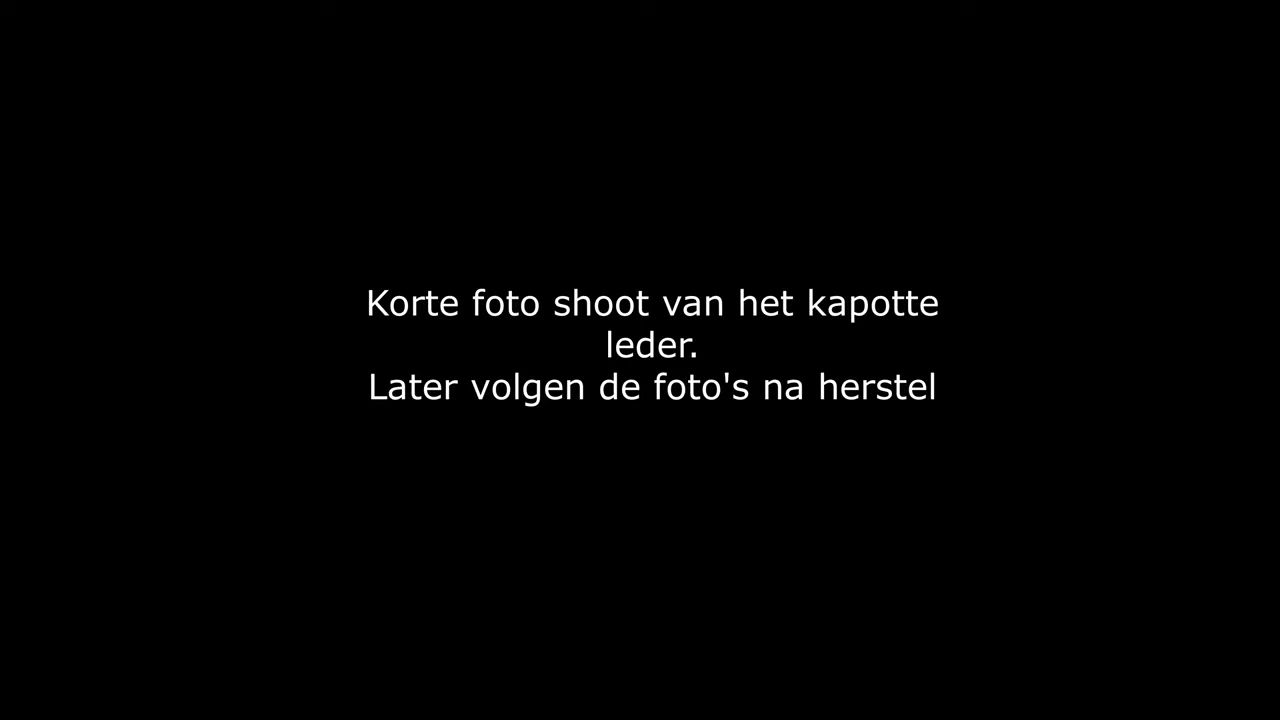 Korte foto shoot van het kapotte
leder.
Later volgen de foto's na herstel